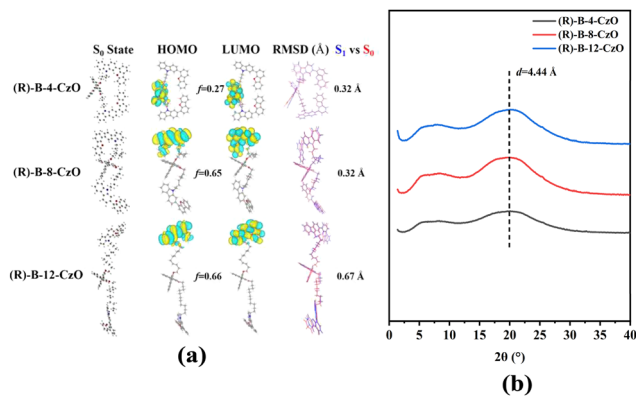 S0 State HOMO LUMO RMSD (Å) S1 vs S0
(R)-B-4-CzO f=0.27 0.32 Å
(R)-B-8-CzO f=0.65 0.32 Å
(R)-B-12-CzO f=0.66 0.67 Å
(a)
(R)-B-4-CzO
(R)-B-8-CzO
(R)-B-12-CzO
d=4.44 Å
0 5 10 15 20 25 30 35 40
2θ (°)
(b)